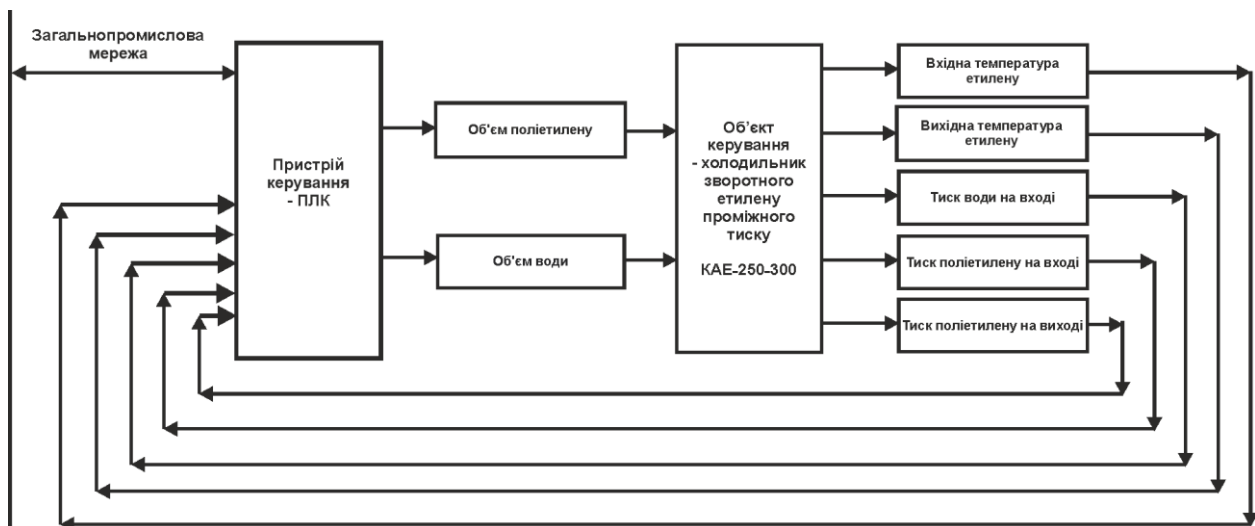 Загальнопромислова
мережа
Пристрій
керування
- ПЛК
Об'єм поліетилену
Об'єм води
Об'єкт
керування
- холодильник
зворотного
етилену
проміжного
тиску
КАЕ-250-300
Вхідна температура
етилену
Вихідна температура
етилену
Тиск води на вході
Тиск поліетилену на вході
Тиск поліетилену на виході